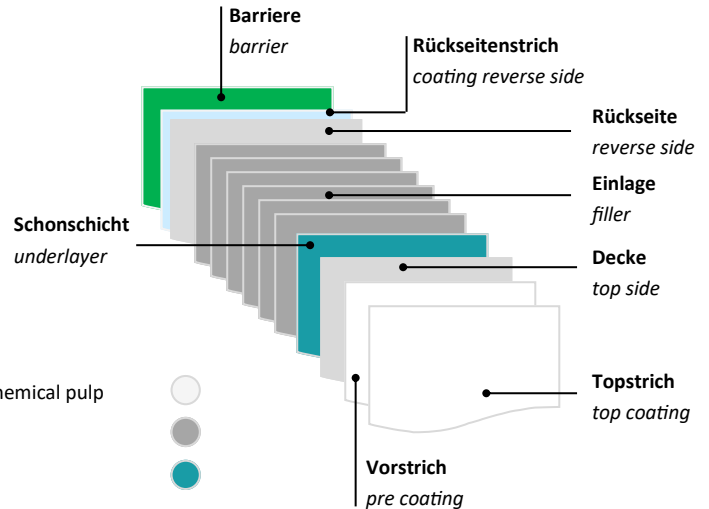 Barriere
barrier
Rückseitenstrich
coating reverse side
Rückseite
reverse side
Einlage
filler
Schonschicht
underlayer
Decke
top side
Topstrich
top coating
pulp
Vorstrich
pre coating